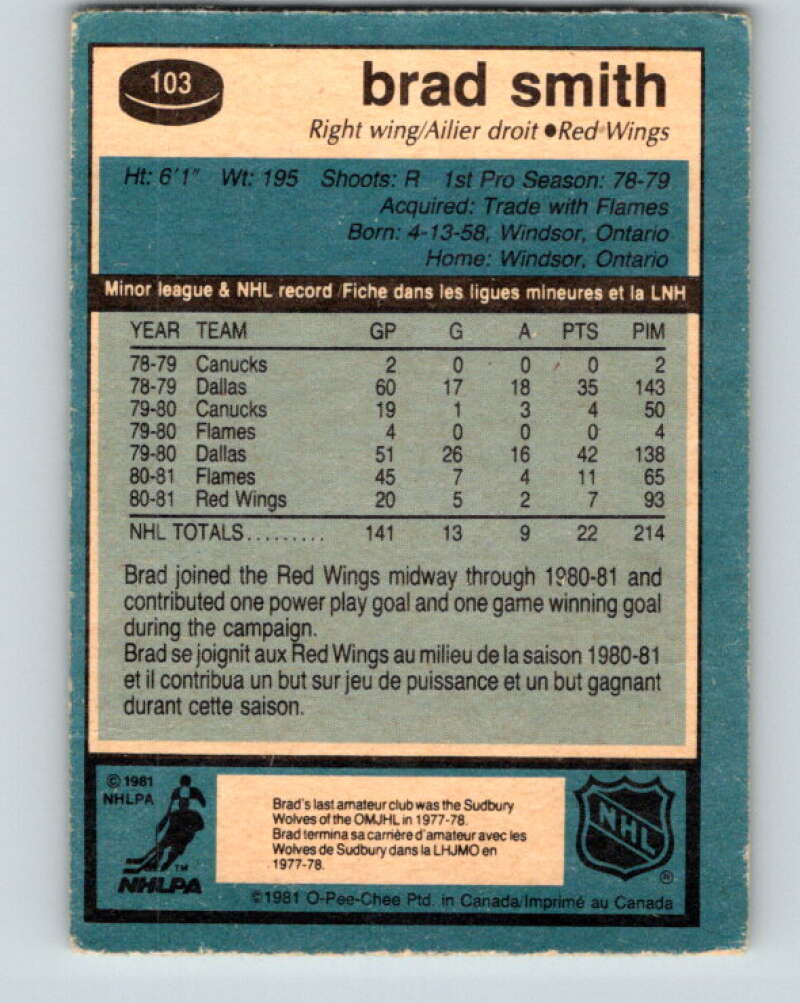 103
brad smith
Right wing/Ailier droit ●Red Wings
Ht: 6'1" Wt: 195 Shoots: R 1st Pro Season: 78-79
Acquired: Trade with Flames
Born: 4-13-58, Windsor, Ontario
Home: Windsor, Ontario
Minor league & NHL record/Fiche dans les ligues mineures et la LNH
YEAR TEAM GP G A PTS PIM
78-79 Canucks 2 0 0 0 2
78-79 Dallas 60 17 18 35 143
79-80 Canucks 19 1 3 4 50
79-80 Flames 4 0 0 0 4
79-80 Dallas 51 26 16 42 138
80-81 Flames 45 7 4 11 65
80-81 Red Wings 20 5 2 7 93
NHL TOTALS......... 141 13 9 22 214
Brad joined the Red Wings midway through 1980-81 and
contributed one power play goal and one game winning goal
during the campaign.
Brad se joignit aux Red Wings au milieu de la saison 1980-81
et il contribua un but sur jeu de puissance et un but gagnant
durant cette saison.
© 1981
NHLPA
TM
NHLPA
Brad's last amateur club was the Sudbury
Wolves of the OMJHL in 1977-78.
Brad termina sa carrière d'amateur avec les
Wolves de Sudbury dans la LHJMO en
1977-78.
NHL
®
©1981 O-Pee-Chee Ptd. in Canada/Imprimé au Canada